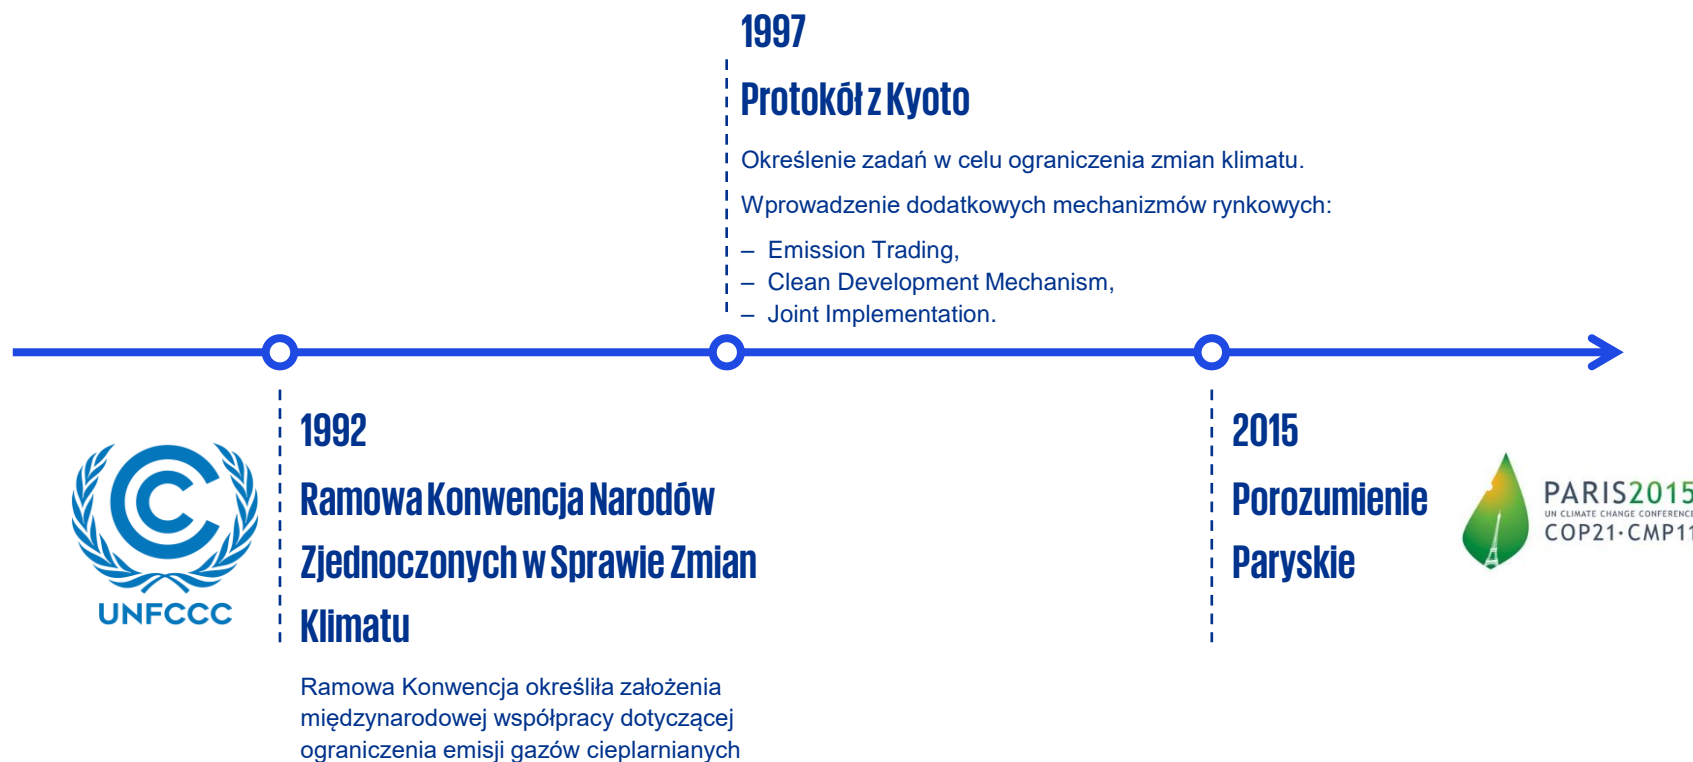 1997
Protokół z Kyoto
Określenie zadań w celu ograniczenia zmian klimatu.
Wprowadzenie dodatkowych mechanizmów rynkowych:
– Emission Trading,
– Clean Development Mechanism,
– Joint Implementation.
UNFCCC
1992
Ramowa Konwencja Narodów
Zjednoczonych w Sprawie Zmian
Klimatu
Ramowa Konwencja określiła założenia
międzynarodowej współpracy dotyczącej
ograniczenia emisji gazów cieplarnianych
2015
Porozumienie
Paryskie
PARIS2015
UN CLIMATE CHANGE CONFERENCE
COP21·CMP11